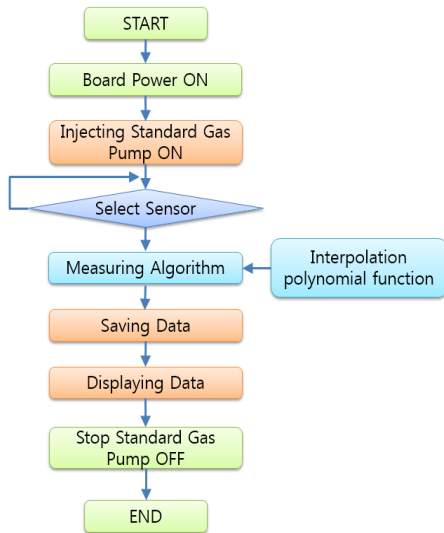 START
Board Power ON
Injecting Standard Gas
Pump ON
Select Sensor
Measuring Algorithm
Interpolation
polynomial function
Saving Data
Displaying Data
Stop Standard Gas
Pump OFF
END